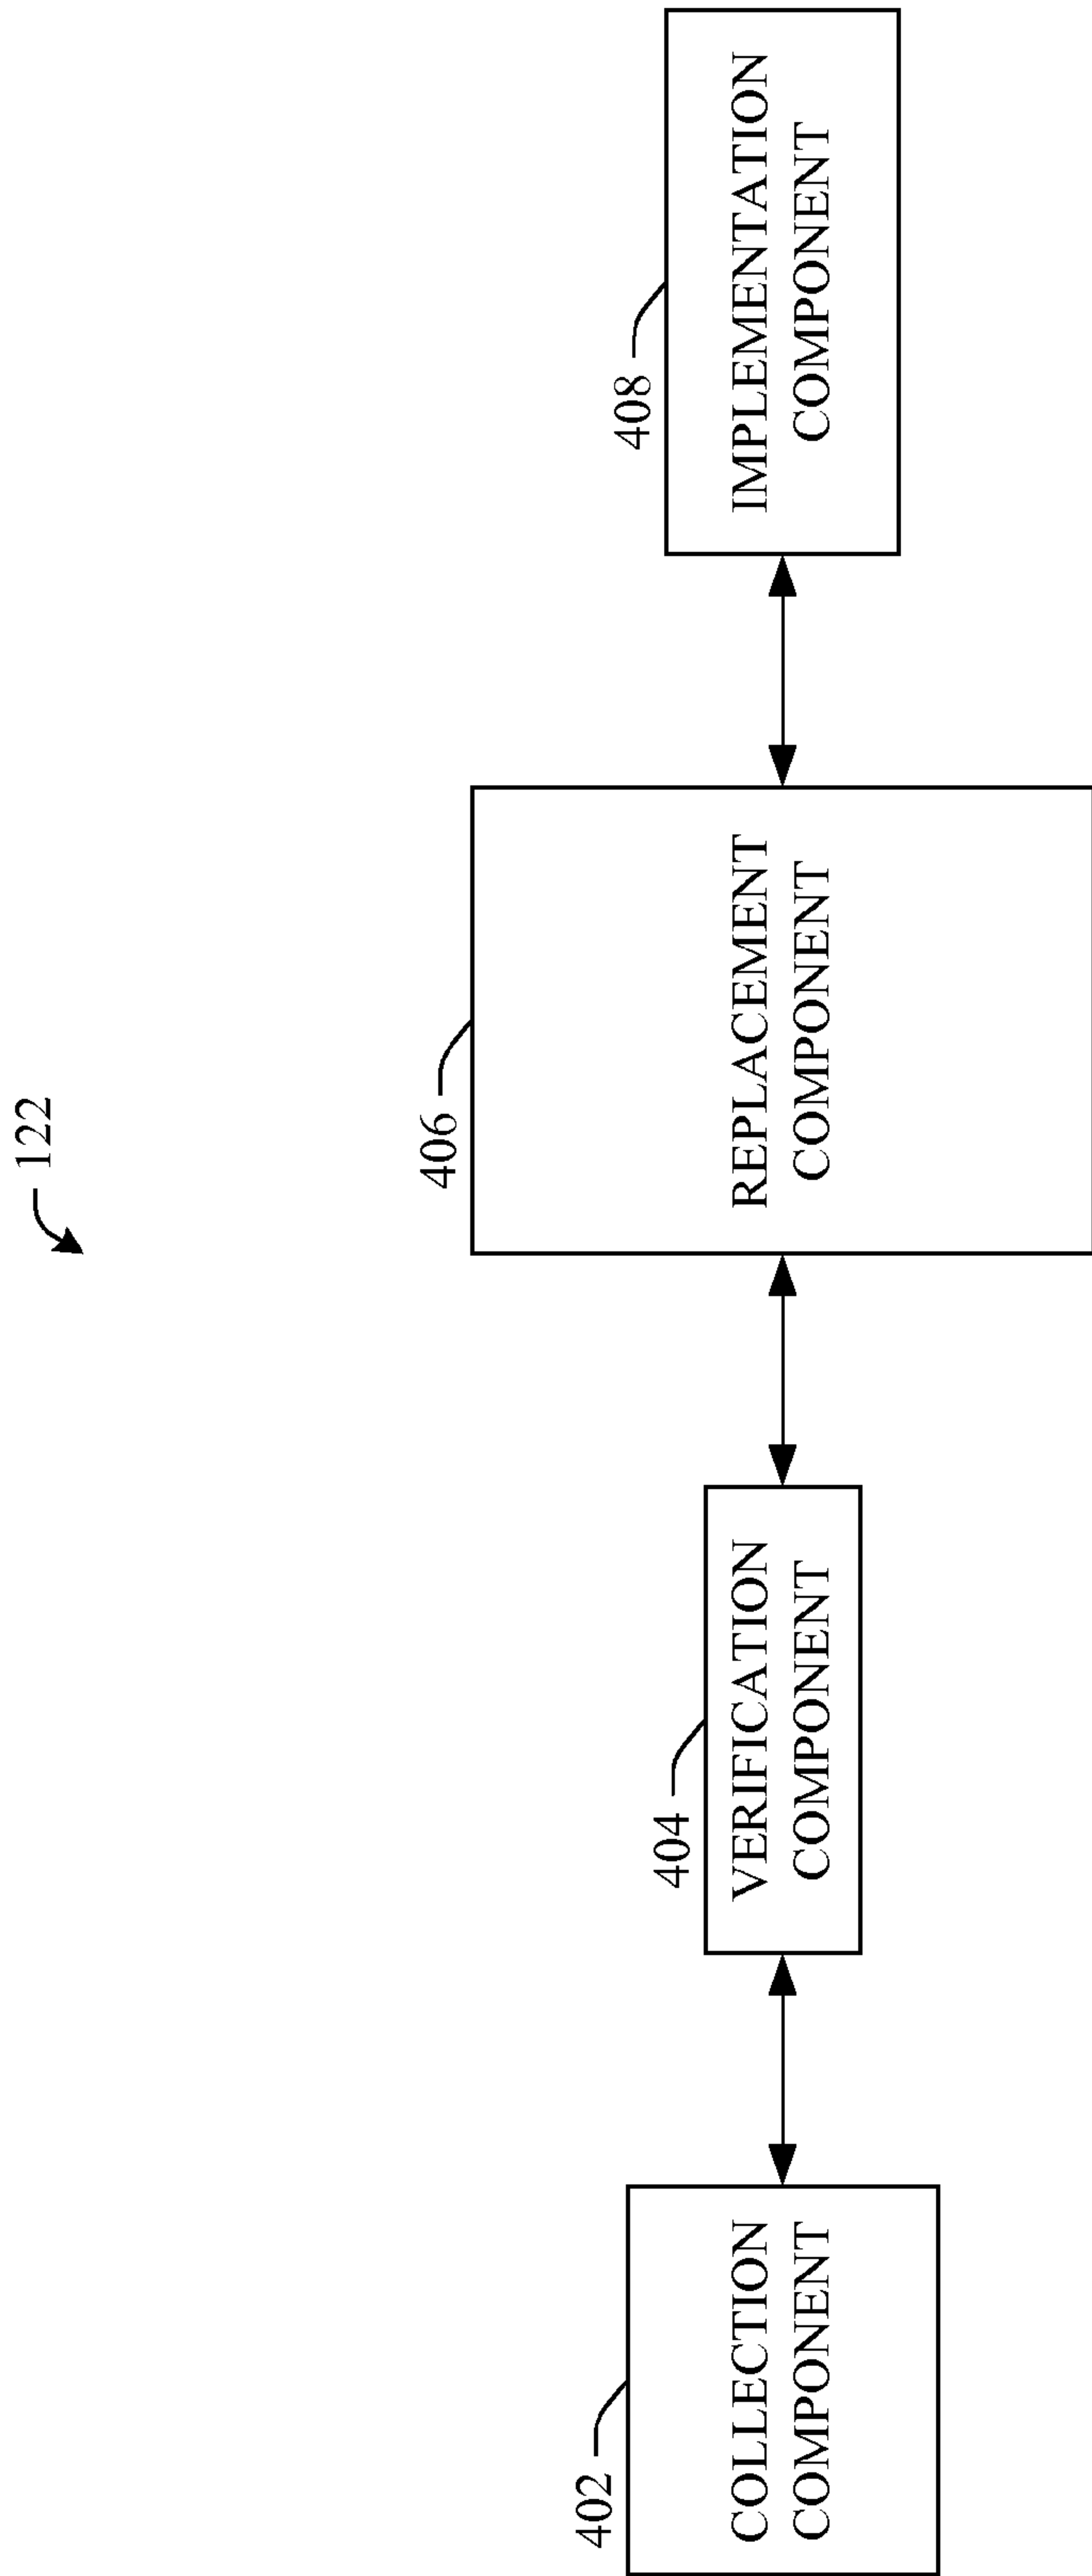 122
402
COLLECTION
COMPONENT
404
VERIFICATION
COMPONENT
406
REPLACEMENT
COMPONENT
408
IMPLEMENTATION
COMPONENT